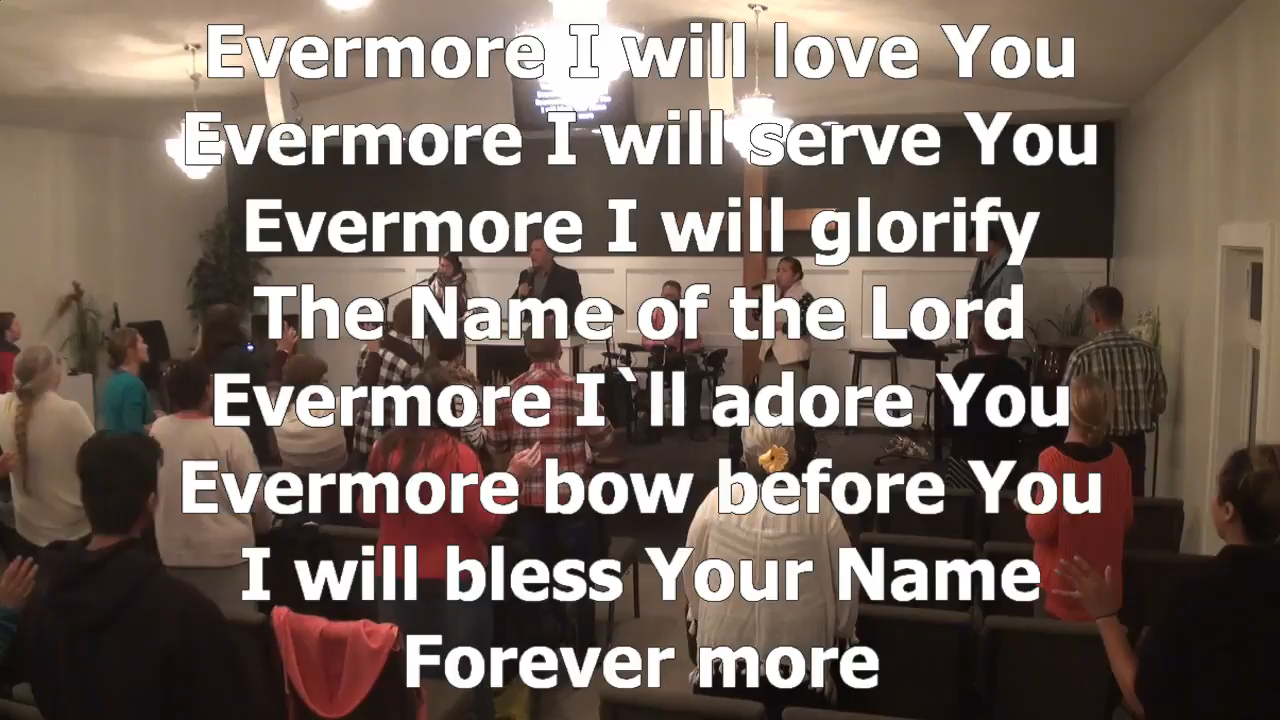 Evermore I will love You
Evermore I will serve You
Evermore I will glorify
The Name of the Lord
Evermore I`ll adore You
Evermore bow before You
I will bless Your Name
Forever more